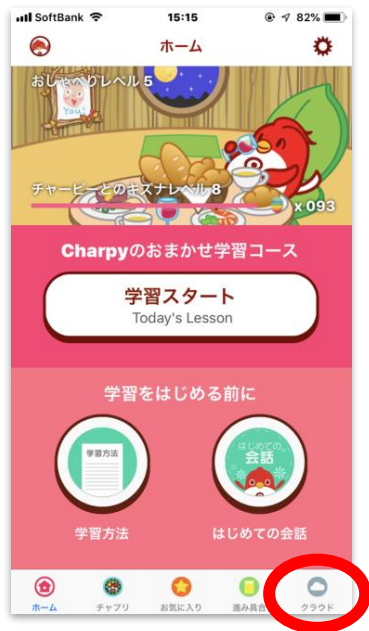 SoftBank 15:15 82%
ホーム
おしゃべりレベル 5
You!
チャーピーとのキズナレベル 8
x 093
Charpyのおまかせ学習コース
学習スタート
Today's Lesson
学習をはじめる前に
学習方法
はじめての
会話
学習方法 はじめての会話
ホーム チャプリ お気に入り 進み具合 クラウド